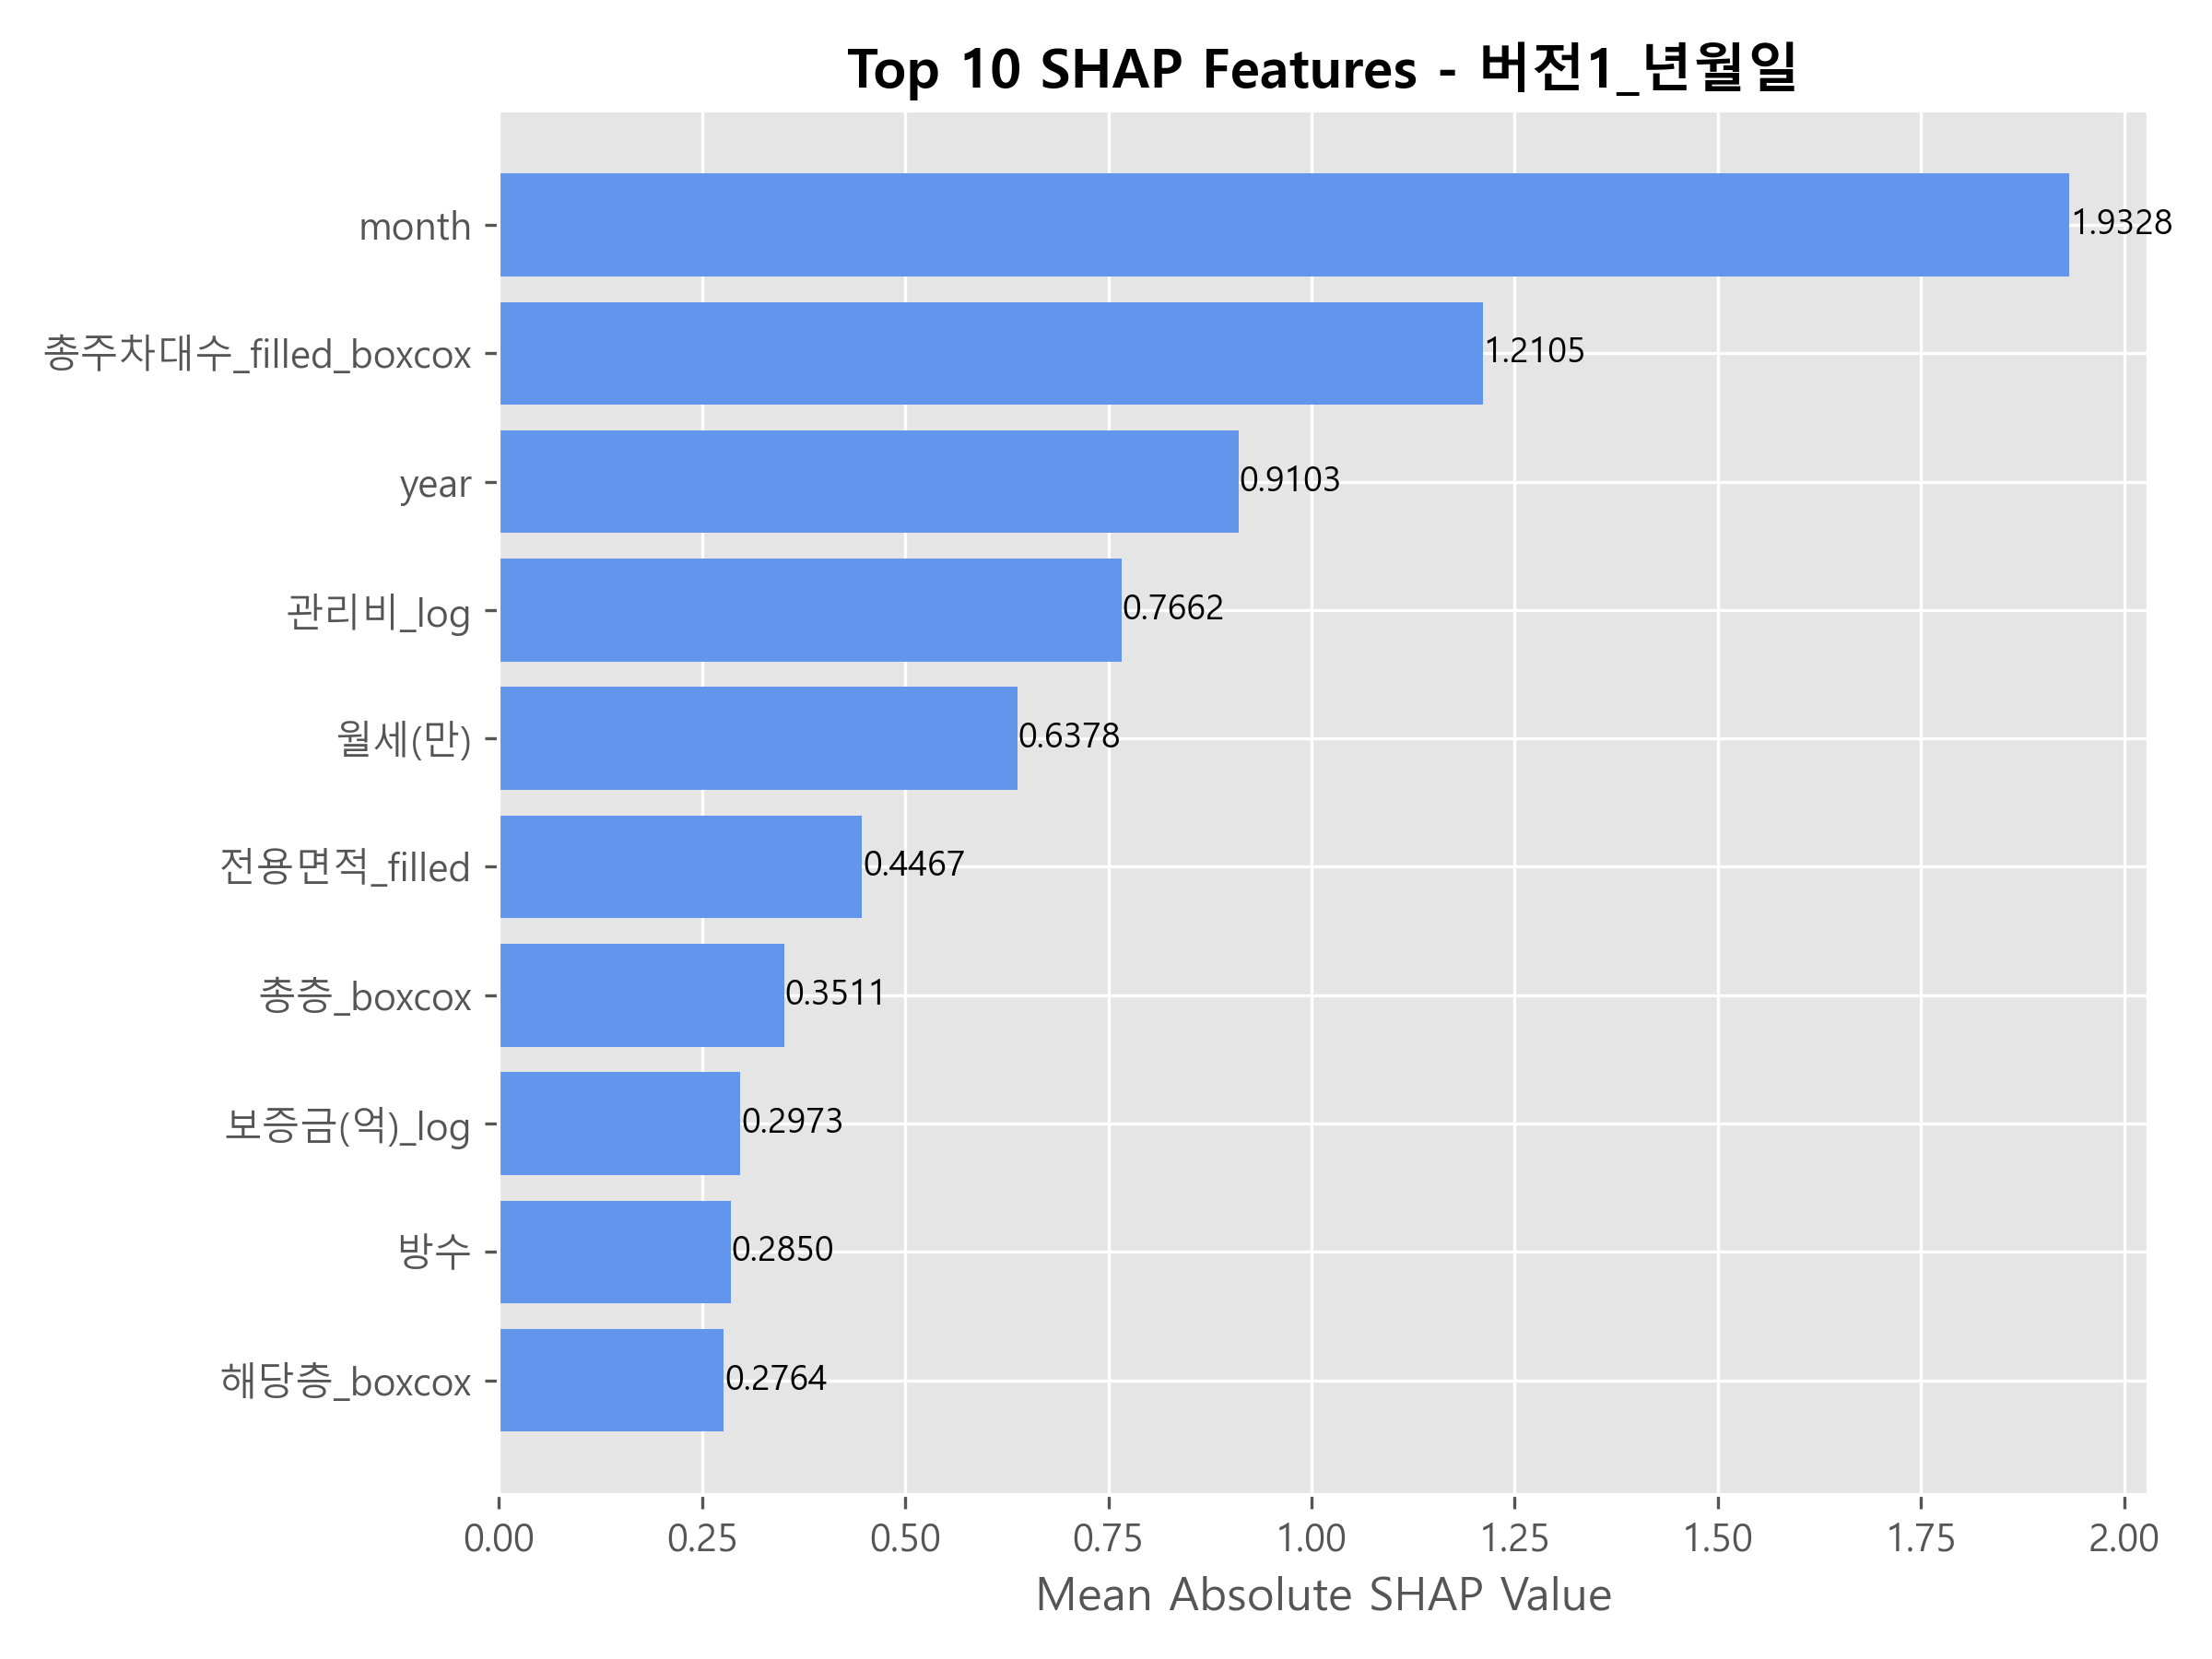 Top 10 SHAP Features - 버전1_년월일
month 1.9328
총주차대수_filled_boxcox 1.2105
year 0.9103
관리비_log 0.7662
월세(만) 0.6378
전용면적_filled 0.4467
총층_boxcox 0.3511
보증금(억)_log 0.2973
방수 0.2850
해당층_boxcox 0.2764
0.00 0.25 0.50 0.75 1.00 1.25 1.50 1.75 2.00
Mean Absolute SHAP Value